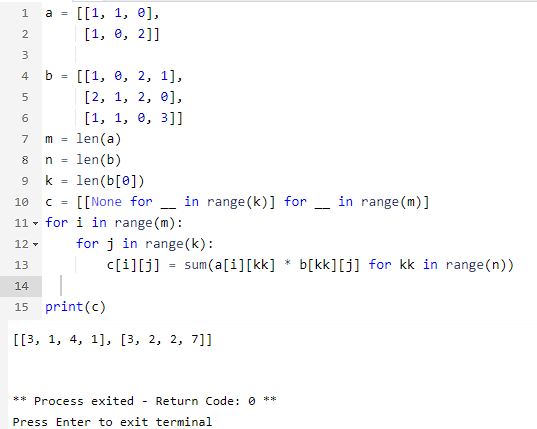 1 a = [[1, 1, 0],
2 [1, 0, 2]]
3
4 b = [[1, 0, 2, 1],
5 [2, 1, 2, 0],
6 [1, 1, 0, 3]]
7 m = len(a)
8 n = len(b)
9 k = len(b[0])
10 c = [[None for __ in range(k)] for __ in range(m)]
11 for i in range(m):
12 for j in range(k):
13 c[i][j] = sum(a[i][kk] * b[kk][j] for kk in range(n))
14
15 print(c)
[[3, 1, 4, 1], [3, 2, 2, 7]]
** Process exited - Return Code: 0 **
Press Enter to exit terminal